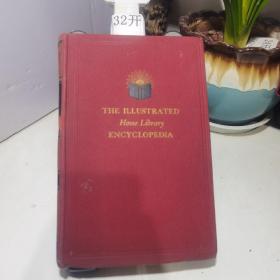 32开
THE ILLUSTRATED
Home Library
ENCYCLOPEDIA